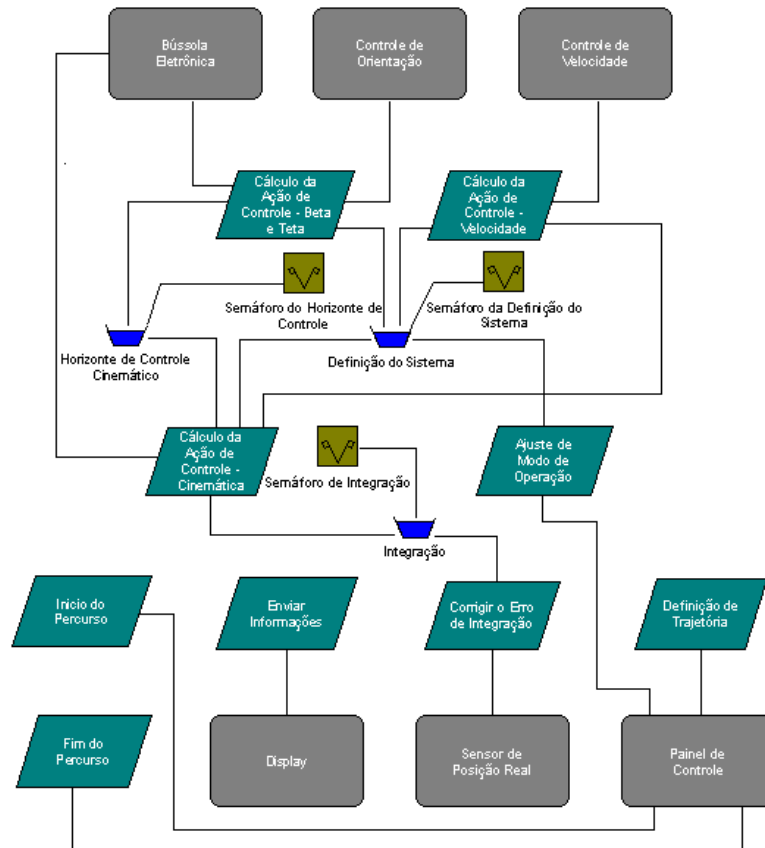 Bússola
Eletrônica
Controle de
Orientação
Controle de
Velocidade
Cálculo da
Ação de
Controle - Beta
e Teta
Cálculo da
Ação de
Controle -
Velocidade
Semáforo do Horizonte de
Controle
Semáforo da Definição do
Sistema
Horizonte de Controle
Cinemático
Definição do Sistema
Cálculo da
Ação de
Controle -
Cinemática
Semáforo de Integração
Ajuste de
Modo de
Operação
Integração
Inicio do
Percurso
Enviar
Informações
Corrigir o Erro
de Integração
Definição de
Trajetória
Fim do
Percurso
Display
Sensor de
Posição Real
Painel de
Controle